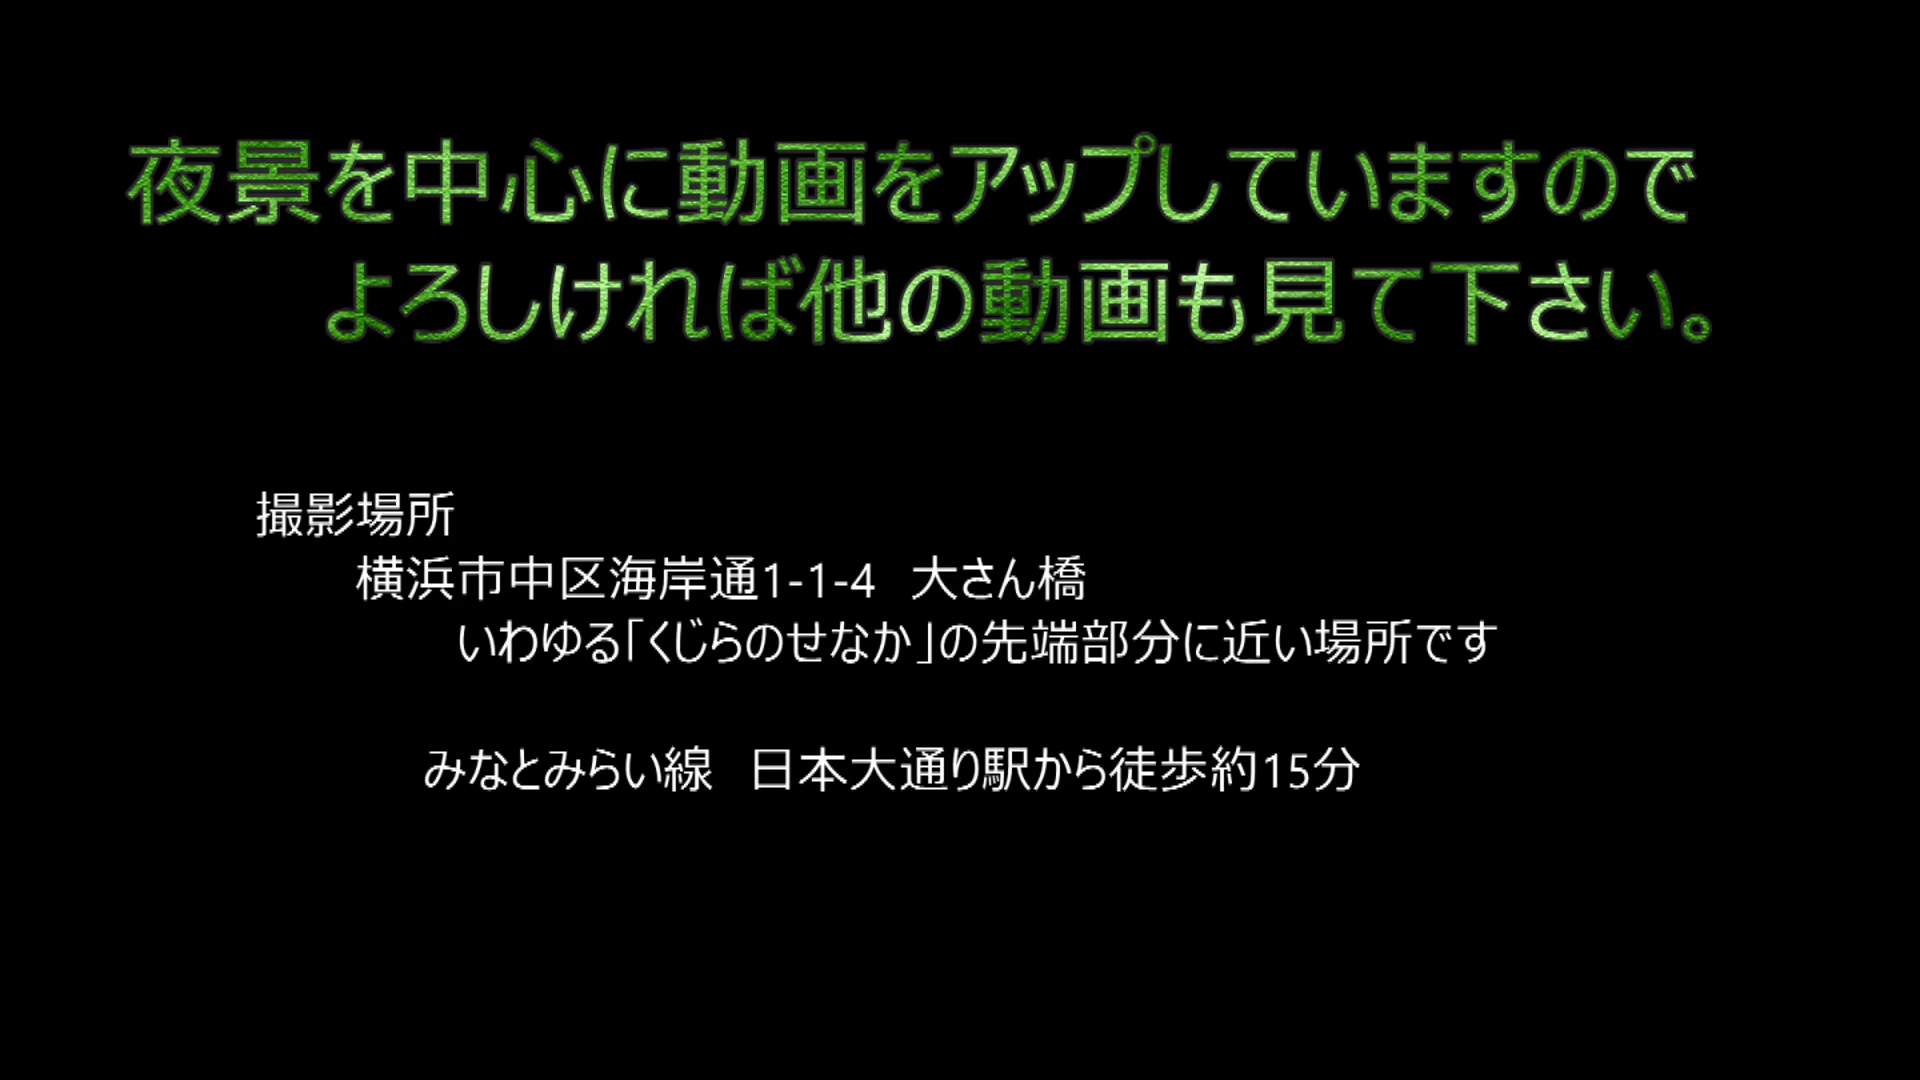 夜景を中心に動画をアップしていますので
よろしければ他の動画も見て下さい。
撮影場所
横浜市中区海岸通1-1-4　大さん橋
いわゆる「くじらのせなか」の先端部分に近い場所です
みなとみらい線　日本大通り駅から徒歩約15分